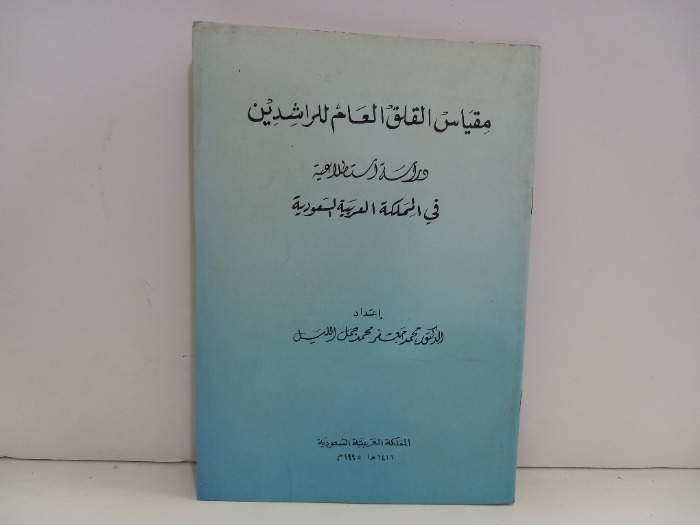 مقياس القلق العام للراشدين
دراسة استطلاعية
في المملكة العربية السعودية
إعداد
الدكتور محمد جعفر محمد جمل الليل
المملكة العربية السعودية
١٤١٦هـ ١٩٩٥م